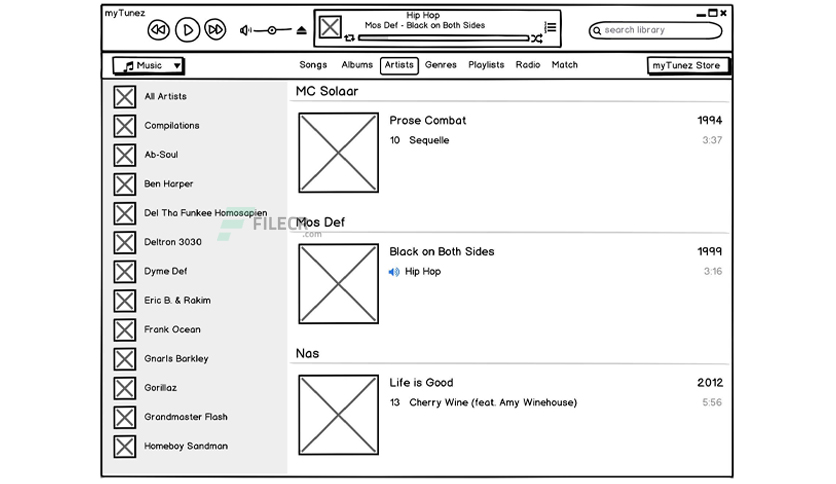 myTunez
Hip Hop
Mos Def - Black on Both Sides
search library
Music
Songs
Albums
Artists
Genres
Playlists
Radio
Match
myTunez Store
All Artists
Compilations
Ab-Soul
Ben Harper
Del Tha Funkee Homosapien
Deltron 3030
Dyme Def
Eric B. & Rakim
Frank Ocean
Gnarls Barkley
Gorillaz
Grandmaster Flash
Homeboy Sandman
MC Solaar
Prose Combat 1994
10 Sequelle 3:37
FILECR
.com
Mos Def
Black on Both Sides 1999
Hip Hop 3:16
Nas
Life is Good 2012
13 Cherry Wine (feat. Amy Winehouse) 5:56